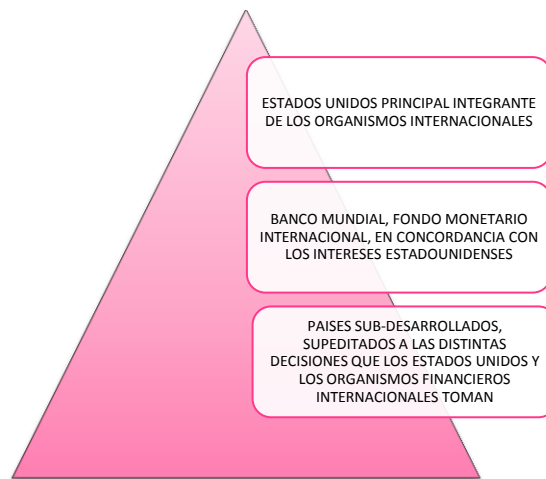 ESTADOS UNIDOS PRINCIPAL INTEGRANTE
DE LOS ORGANISMOS INTERNACIONALES
BANCO MUNDIAL, FONDO MONETARIO
INTERNACIONAL, EN CONCORDANCIA CON
LOS INTERESES ESTADOUNIDENSES
PAISES SUB-DESARROLLADOS,
SUPEDITADOS A LAS DISTINTAS
DECISIONES QUE LOS ESTADOS UNIDOS Y
LOS ORGANISMOS FINANCIEROS
INTERNACIONALES TOMAN